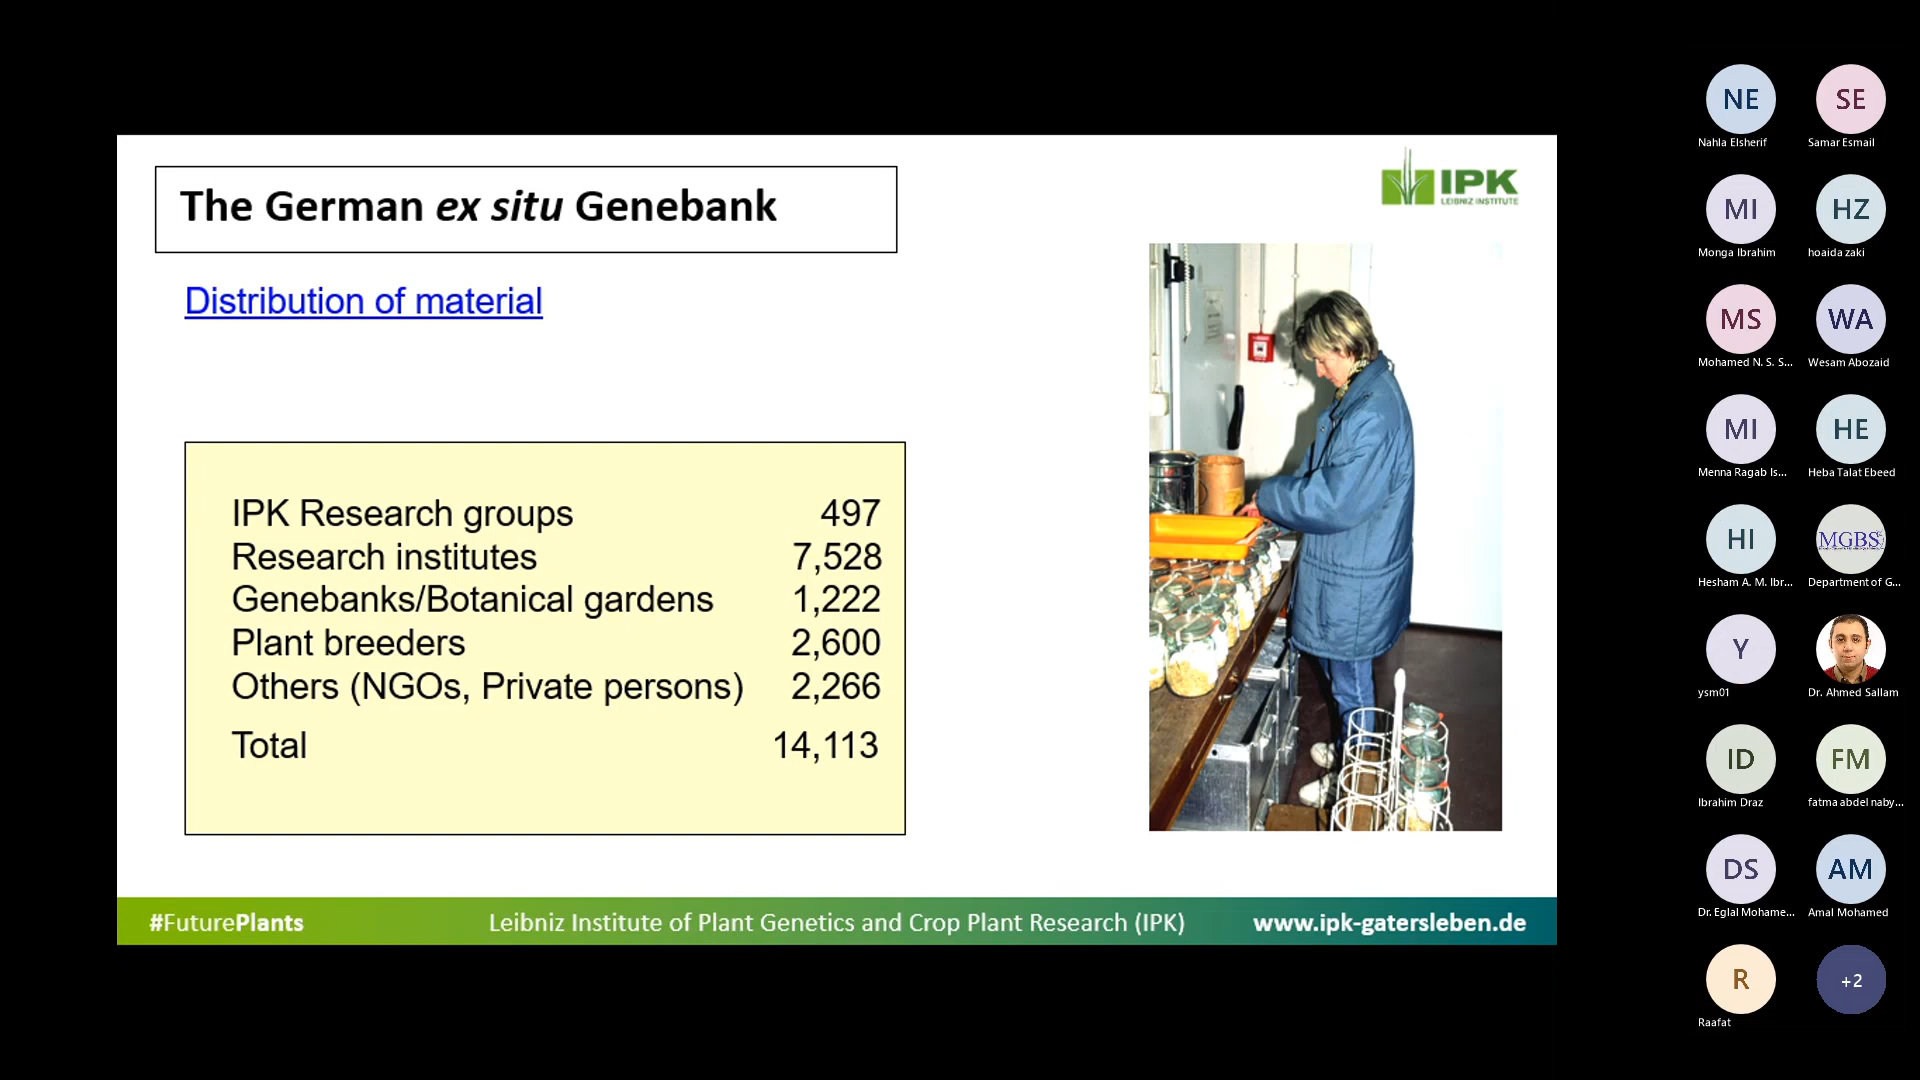 The German ex situ Genebank
IPK
LEIBNIZ INSTITUTE
Distribution of material
IPK Research groups 497
Research institutes 7,528
Genebanks/Botanical gardens 1,222
Plant breeders 2,600
Others (NGOs, Private persons) 2,266
Total 14,113
#FuturePlants Leibniz Institute of Plant Genetics and Crop Plant Research (IPK) www.ipk-gatersleben.de
NE SE
Nahla Elsherif Samar Esmail
MI HZ
Monga Ibrahim hoaida zaki
MS WA
Mohamed N. S. S... Wesam Abozaid
MI HE
Menna Ragab Is... Heba Talat Ebeed
HI MGBS
Hesham A. M. Ibr... Department of G...
Y
ysm01 Dr. Ahmed Sallam
ID FM
Ibrahim Draz fatma abdel naby...
DS AM
Dr. Eglal Mohame... Amal Mohamed
R +2
Raafat